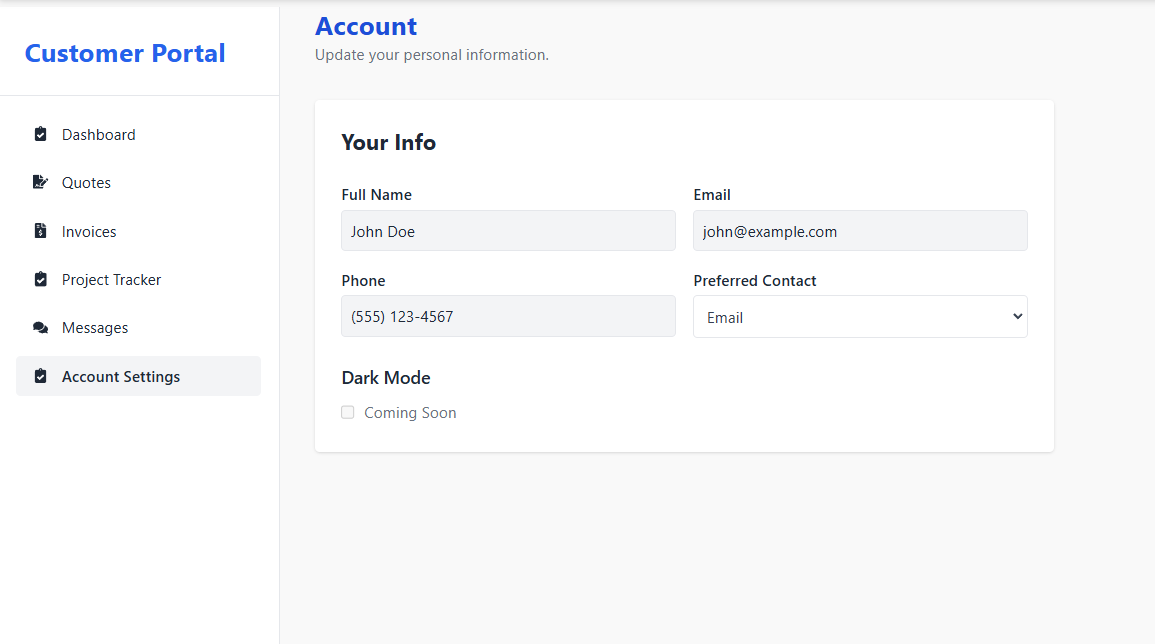 Customer Portal
Dashboard
Quotes
Invoices
Project Tracker
Messages
Account Settings
Account
Update your personal information.
Your Info
Full Name
John Doe
Email
john@example.com
Phone
(555) 123-4567
Preferred Contact
Email
Dark Mode
Coming Soon